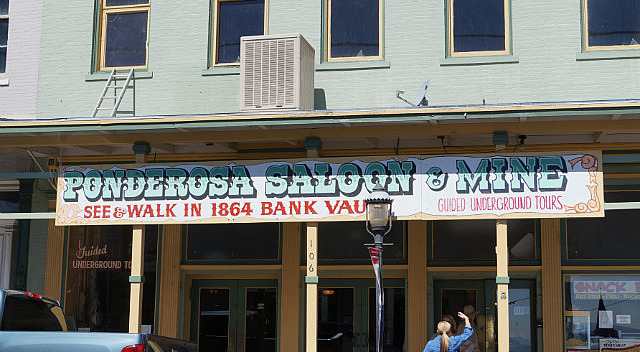 PONDEROSA SALOON & MINE
SEE & WALK IN 1864 BANK VAU
GUIDED UNDERGROUND TOURS
Guided
UNDERGROUND TO
106
SNACK